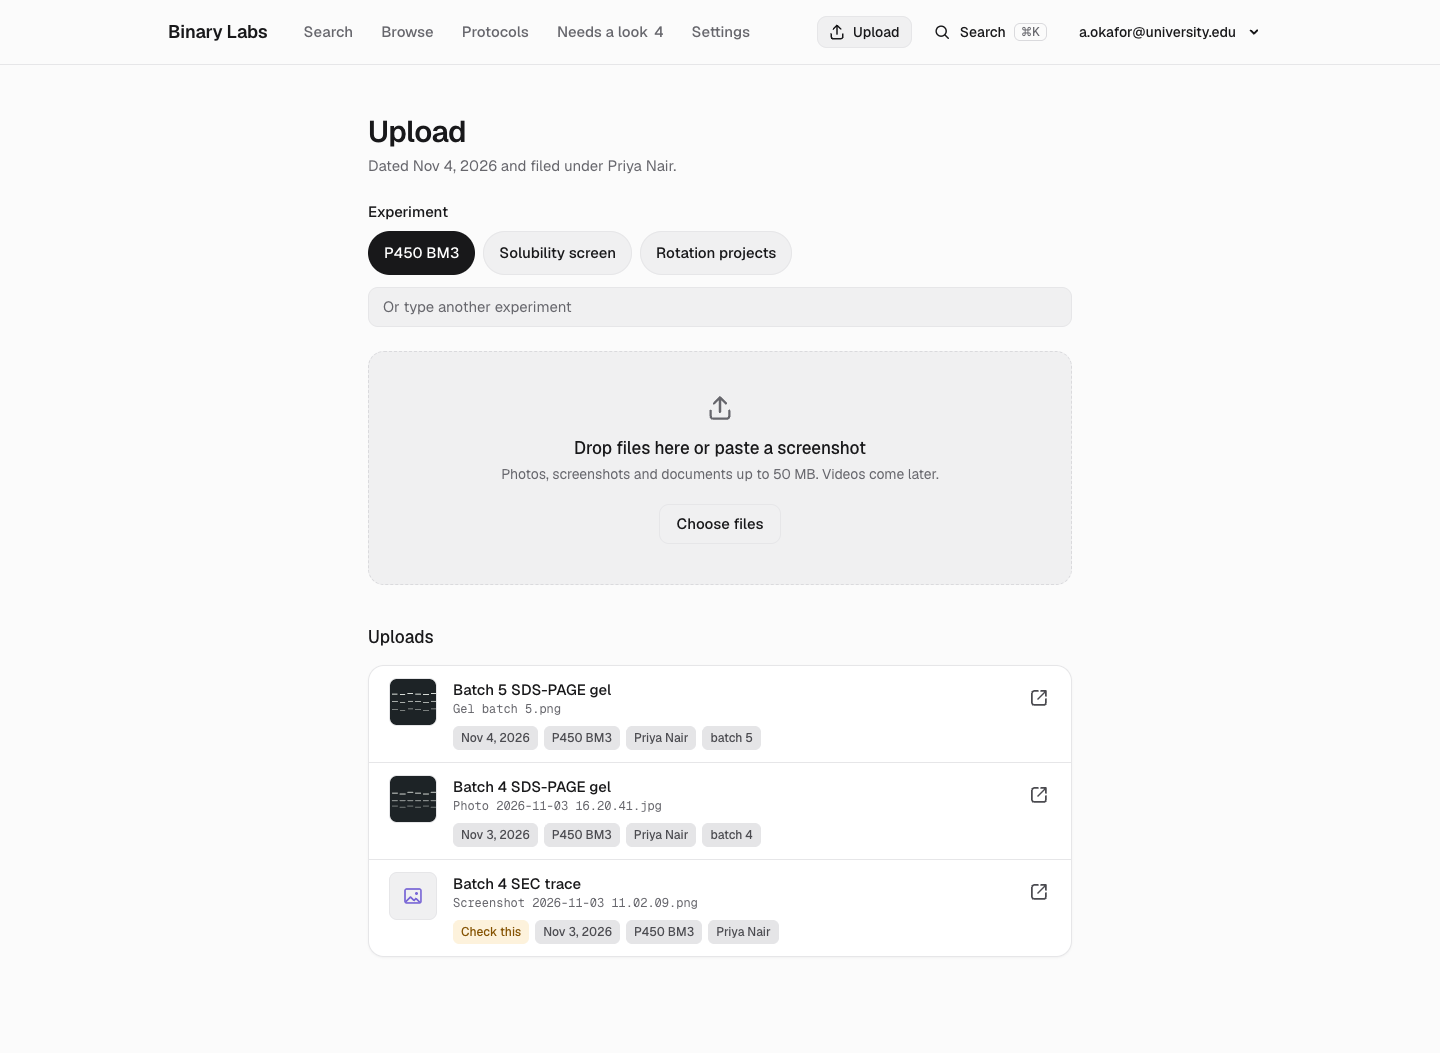 Binary Labs Search Browse Protocols Needs a look 4 Settings Upload Search ⌘K a.okafor@university.edu
Upload
Dated Nov 4, 2026 and filed under Priya Nair.
Experiment
P450 BM3 Solubility screen Rotation projects
Or type another experiment
Drop files here or paste a screenshot
Photos, screenshots and documents up to 50 MB. Videos come later.
Choose files
Uploads
Batch 5 SDS-PAGE gel
Gel batch 5.png
Nov 4, 2026 P450 BM3 Priya Nair batch 5
Batch 4 SDS-PAGE gel
Photo 2026-11-03 16.20.41.jpg
Nov 3, 2026 P450 BM3 Priya Nair batch 4
Batch 4 SEC trace
Screenshot 2026-11-03 11.02.09.png
Check this Nov 3, 2026 P450 BM3 Priya Nair